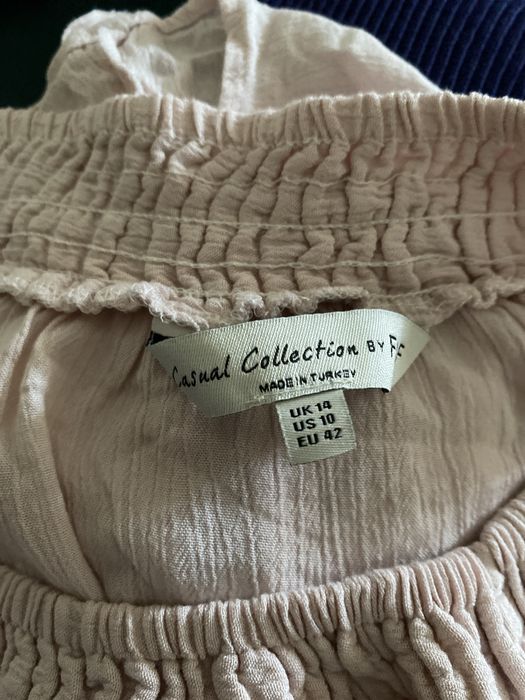 Casual Collection BY
MADE IN TURKEY
UK 14
US 10
EU 42